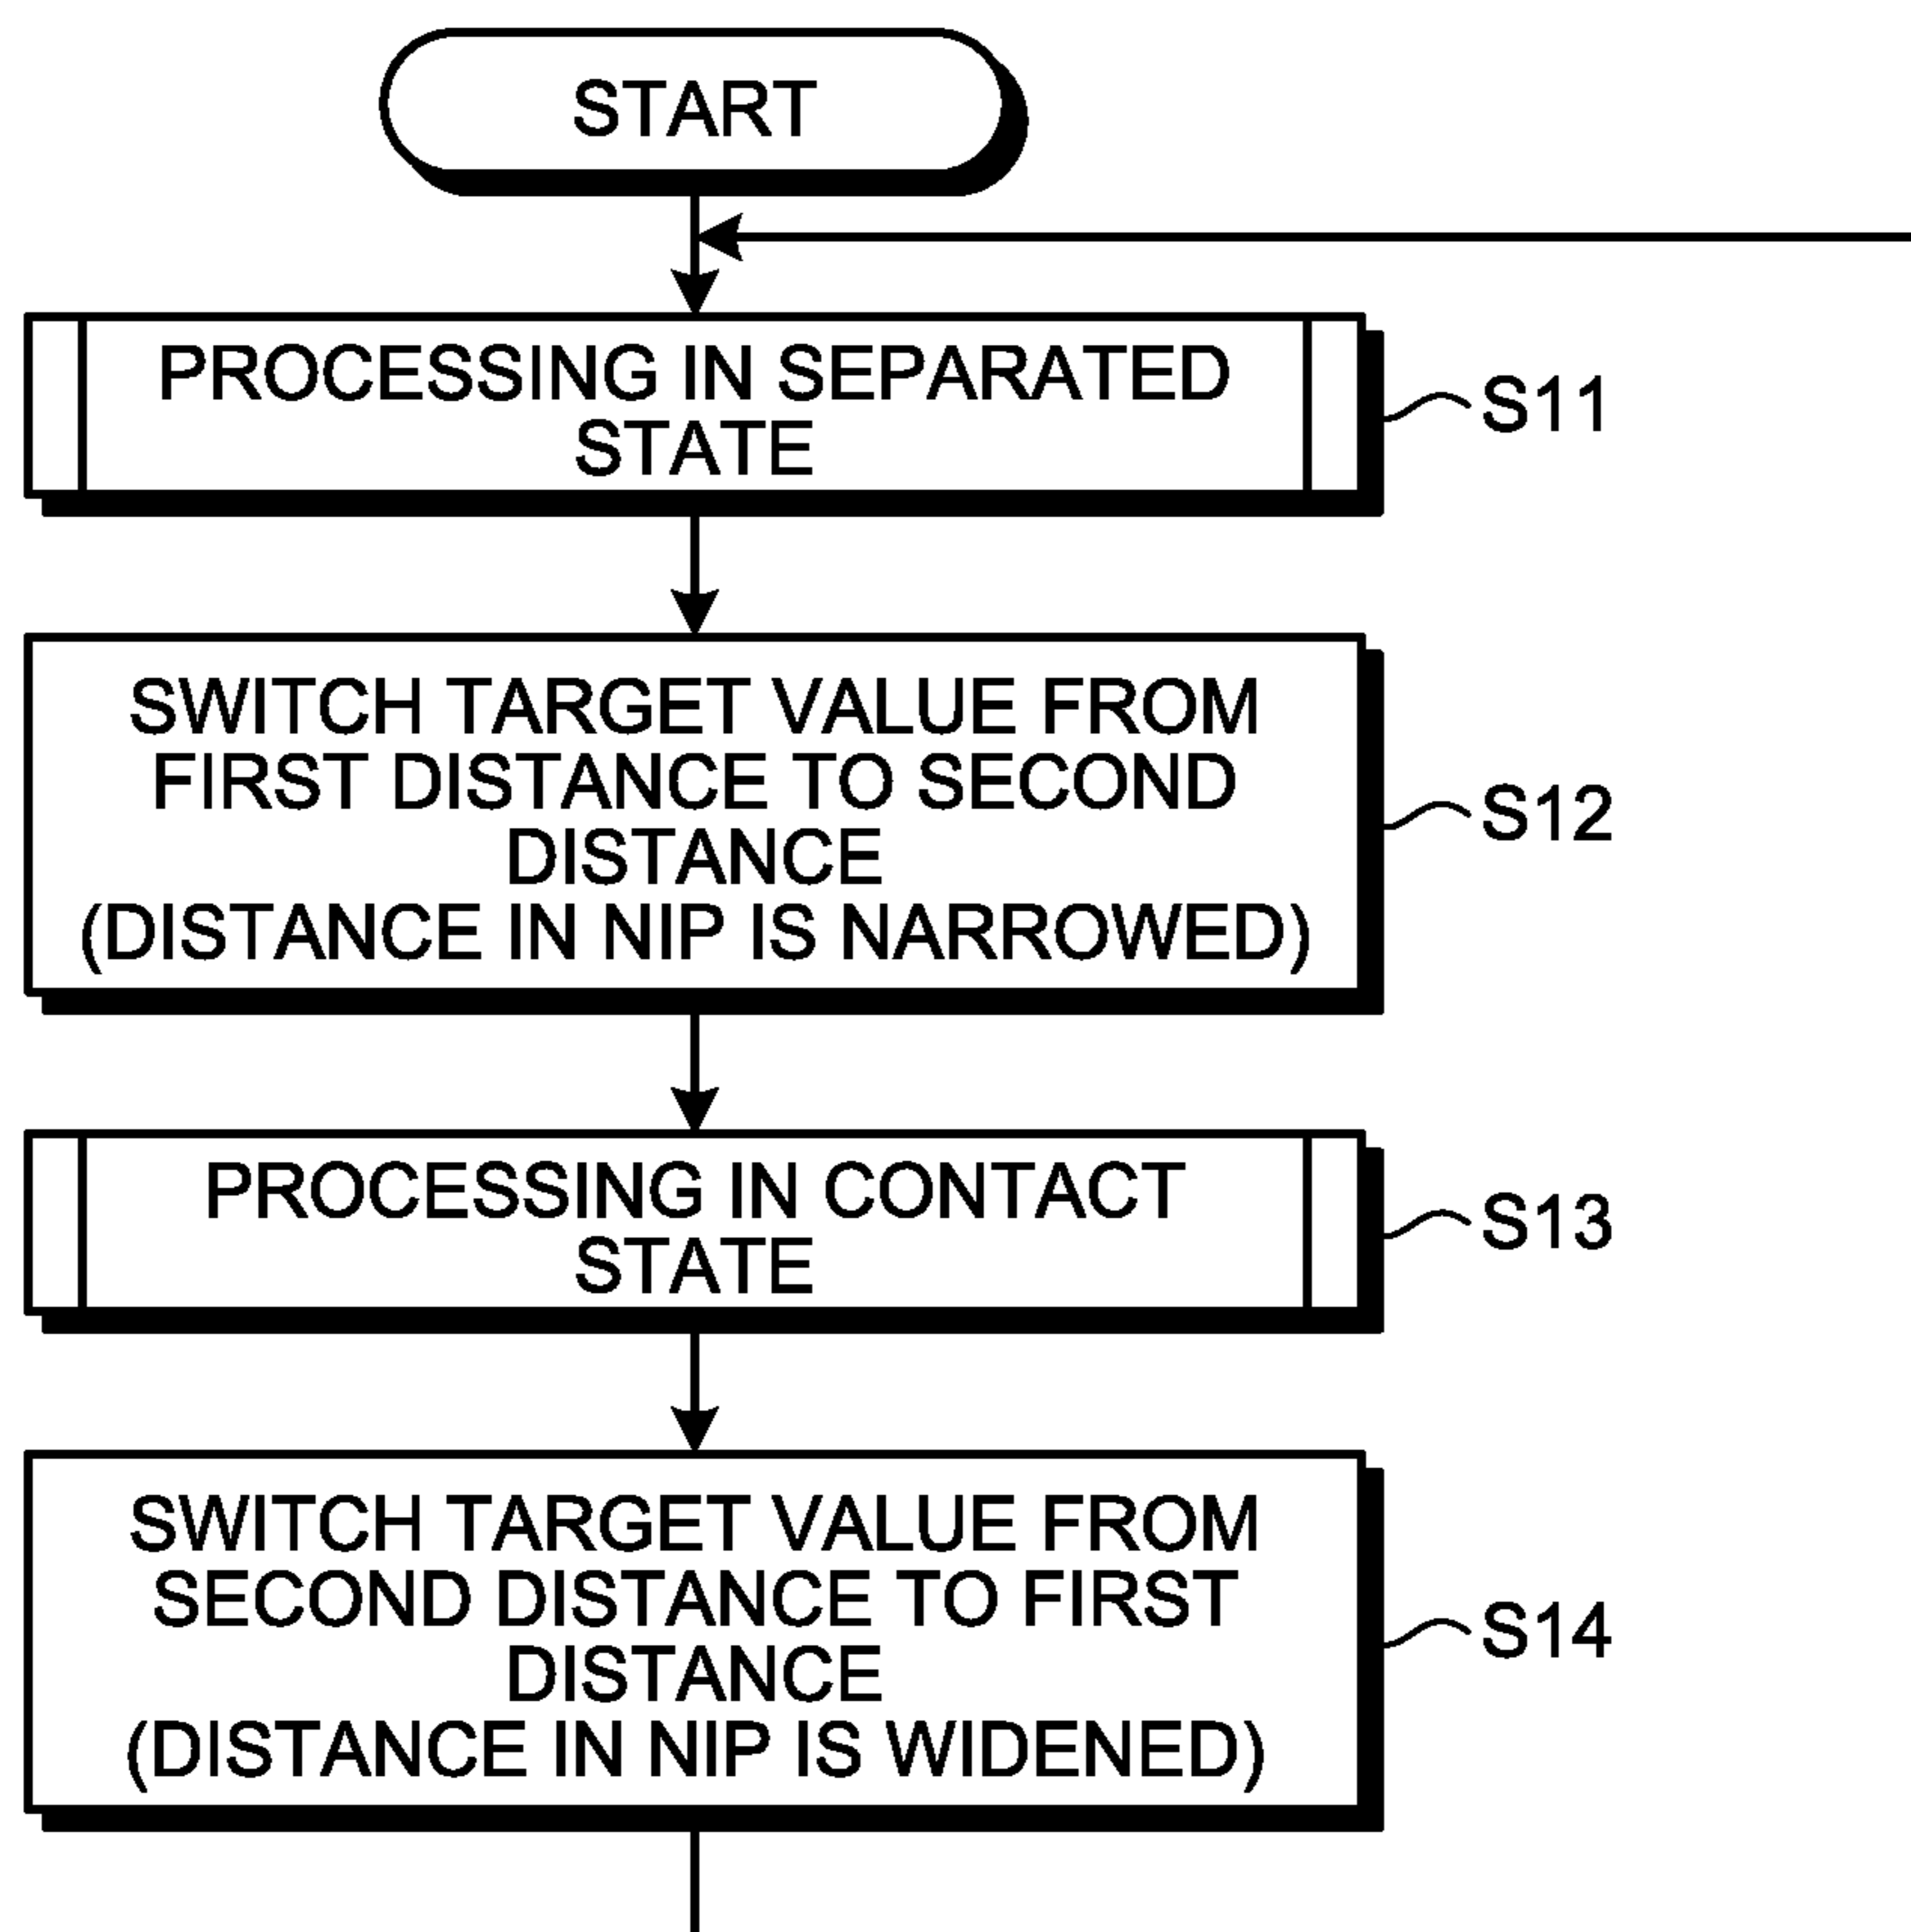 START
PROCESSING IN SEPARATED
STATE
S11
SWITCH TARGET VALUE FROM
FIRST DISTANCE TO SECOND
DISTANCE
(DISTANCE IN NIP IS NARROWED)
S12
PROCESSING IN CONTACT
STATE
S13
SWITCH TARGET VALUE FROM
SECOND DISTANCE TO FIRST
DISTANCE
(DISTANCE IN NIP IS WIDENED)
S14